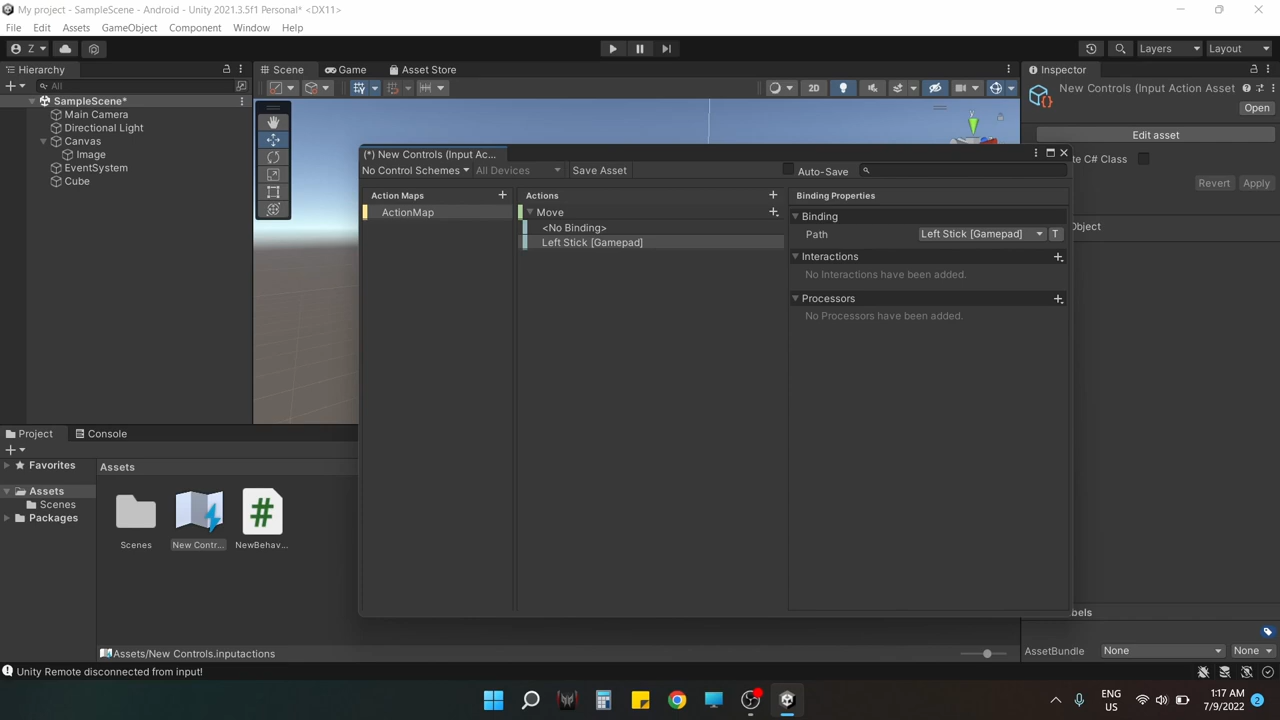 My project - SampleScene - Android - Unity 2021.3.5f1 Personal* <DX11>
File Edit Assets GameObject Component Window Help
Z Layers Layout
Hierarchy Scene Game Asset Store Inspector
All
SampleScene*
Main Camera
Directional Light
Canvas
Image
EventSystem
Cube
2D
y
New Controls (Input Action Asset
Open
Edit asset
te C# Class
Revert Apply
Object
(*) New Controls (Input Ac...
No Control Schemes All Devices Save Asset Auto-Save
Action Maps Actions Binding Properties
ActionMap
Move
<No Binding>
Left Stick [Gamepad]
Binding
Path Left Stick [Gamepad] T
Interactions
No Interactions have been added.
Processors
No Processors have been added.
Project Console
Favorites
Assets
Scenes
Packages
Assets
Scenes New Contr... NewBehav...
Assets/New Controls.inputactions
bels
AssetBundle None None
Unity Remote disconnected from input!
ENG
US
1:17 AM
7/9/2022
2